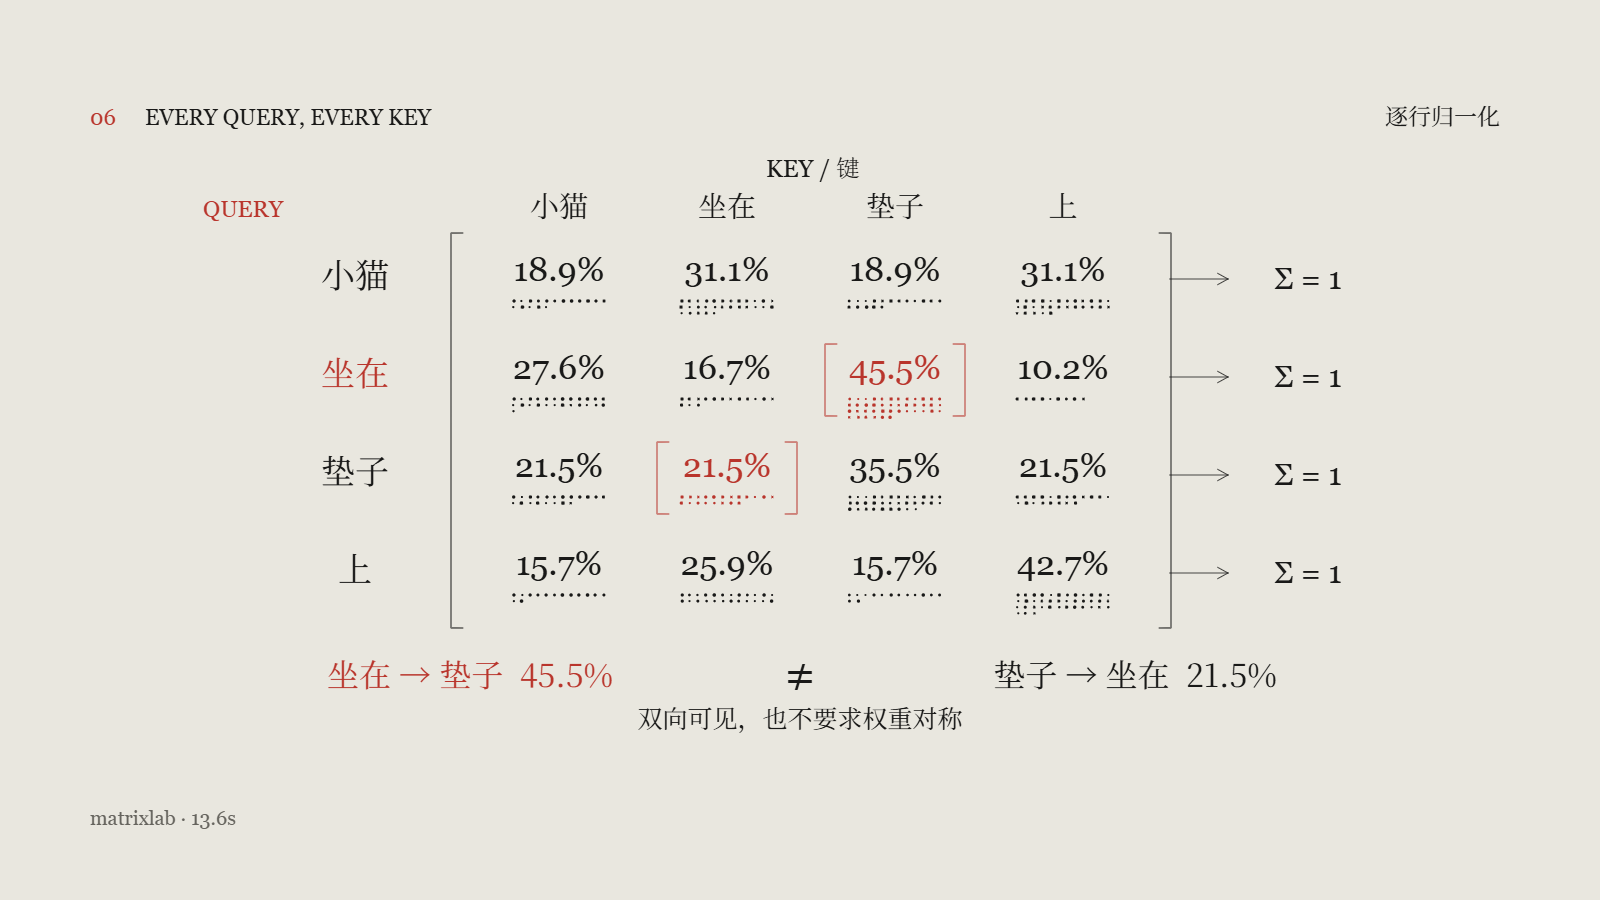 06 EVERY QUERY, EVERY KEY 逐行归一化
KEY / 键
QUERY 小猫 坐在 垫子 上
小猫 18.9% 31.1% 18.9% 31.1% Σ = 1
坐在 27.6% 16.7% 45.5% 10.2% Σ = 1
垫子 21.5% 21.5% 35.5% 21.5% Σ = 1
上 15.7% 25.9% 15.7% 42.7% Σ = 1
坐在 → 垫子 45.5% ≠ 垫子 → 坐在 21.5%
双向可见，也不要求权重对称
matrixlab · 13.6s